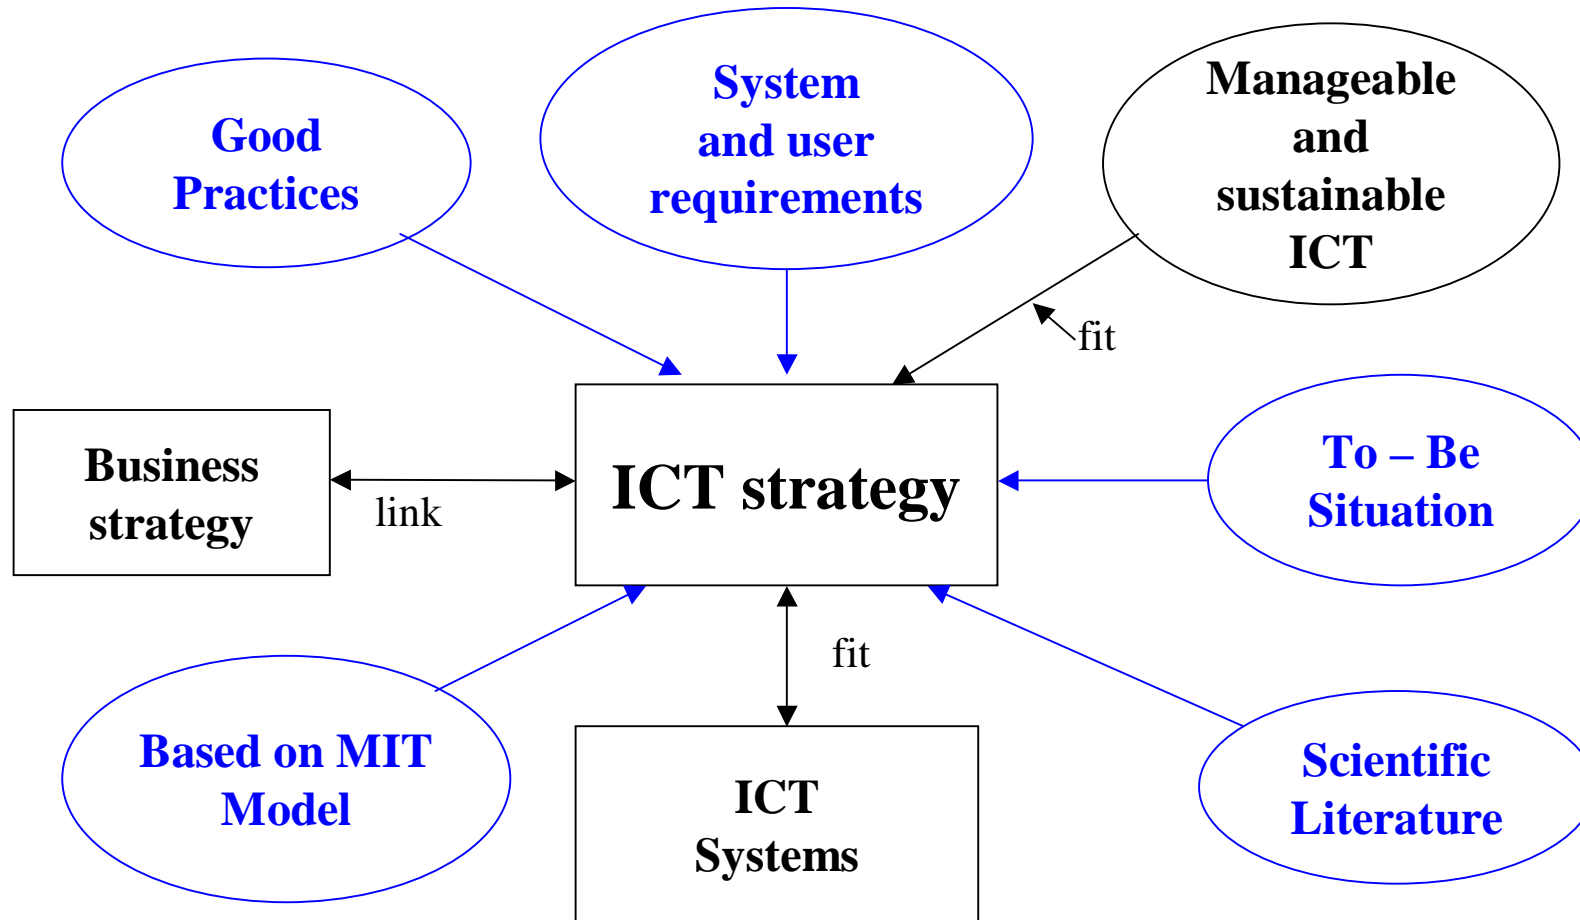 Good
Practices
System
and user
requirements
Manageable
and
sustainable
ICT
fit
Business
strategy
link
ICT strategy
To – Be
Situation
fit
Based on MIT
Model
ICT
Systems
Scientific
Literature